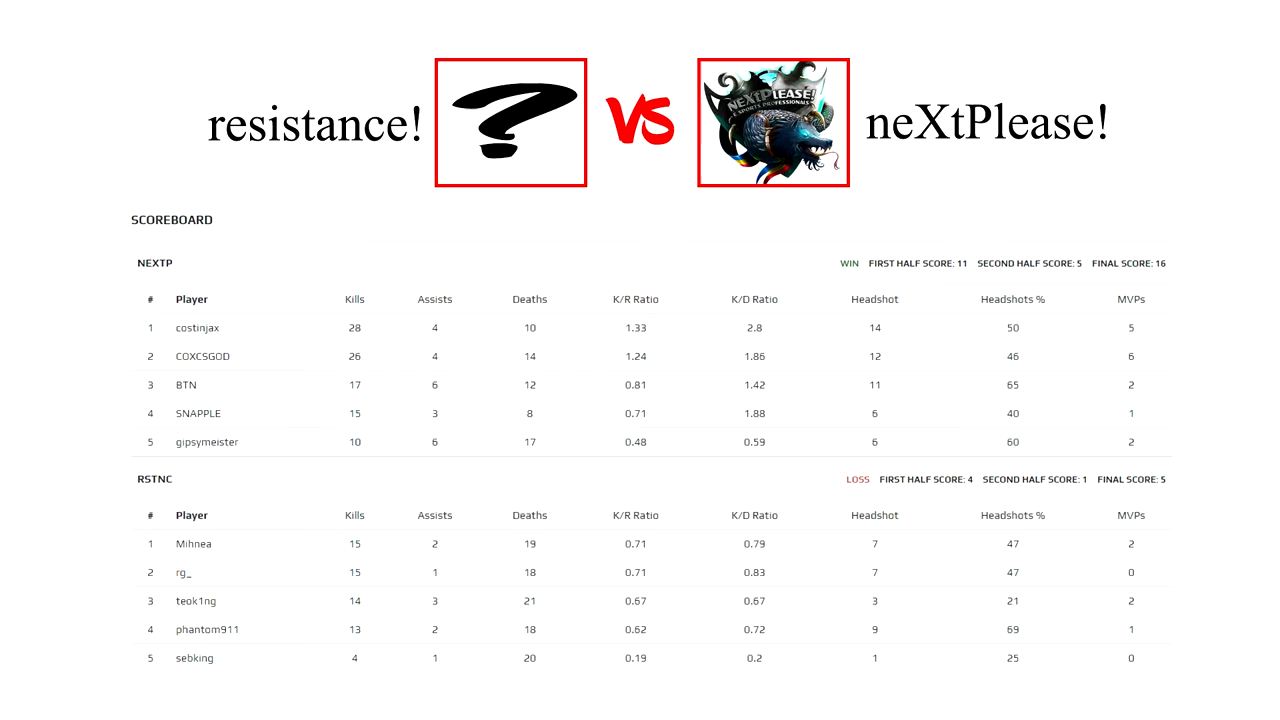 resistance! ? VS neXtPlease!
NEXTPLEASE!
E-SPORTS PROFESSIONALS
SCOREBOARD
NEXTP WIN FIRST HALF SCORE: 11 SECOND HALF SCORE: 5 FINAL SCORE: 16
# Player Kills Assists Deaths K/R Ratio K/D Ratio Headshot Headshots % MVPs
1 costinjax 28 4 10 1.33 2.8 14 50 5
2 COXCSGOD 26 4 14 1.24 1.86 12 46 6
3 BTN 17 6 12 0.81 1.42 11 65 2
4 SNAPPLE 15 3 8 0.71 1.88 6 40 1
5 gipsymeister 10 6 17 0.48 0.59 6 60 2
RSTNC LOSS FIRST HALF SCORE: 4 SECOND HALF SCORE: 1 FINAL SCORE: 5
# Player Kills Assists Deaths K/R Ratio K/D Ratio Headshot Headshots % MVPs
1 Mihnea 15 2 19 0.71 0.79 7 47 2
2 rg_ 15 1 18 0.71 0.83 7 47 0
3 teok1ng 14 3 21 0.67 0.67 3 21 2
4 phantom911 13 2 18 0.62 0.72 9 69 1
5 sebking 4 1 20 0.19 0.2 1 25 0